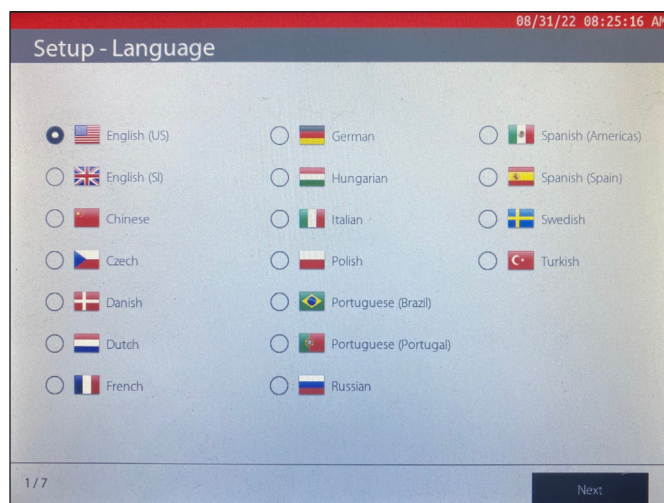 08/31/22 08:25:16 AM
Setup - Language
English (US)
English (SI)
Chinese
Czech
Danish
Dutch
French
German
Hungarian
Italian
Polish
Portuguese (Brazil)
Portuguese (Portugal)
Russian
Spanish (Americas)
Spanish (Spain)
Swedish
Turkish
1/7
Next